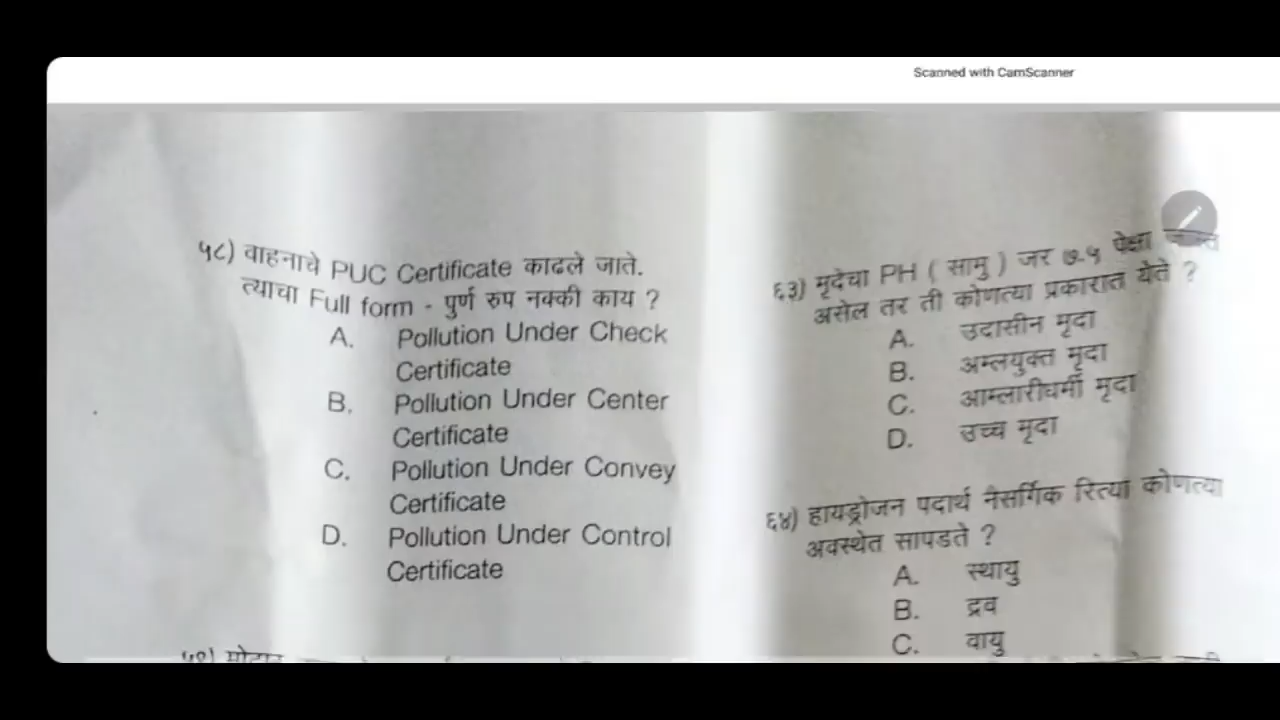 Scanned with CamScanner
५८) वाहनाचे PUC Certificate काढले जाते.
त्याचा Full form - पुर्ण रुप नक्की काय ?
A. Pollution Under Check
Certificate
B. Pollution Under Center
Certificate
C. Pollution Under Convey
Certificate
D. Pollution Under Control
Certificate
६३) मृदेचा PH ( सामु ) जर ७.५ पेक्षा
असेल तर ती कोणत्या प्रकारात येते ?
A. उदासीन मृदा
B. अम्लयुक्त मृदा
C. आम्लारीधर्मी मृदा
D. उच्च मृदा
६४) हायड्रोजन पदार्थ नैसर्गिक रित्या कोणत्या
अवस्थेत सापडते ?
A. स्थायु
B. द्रव
C. वायु